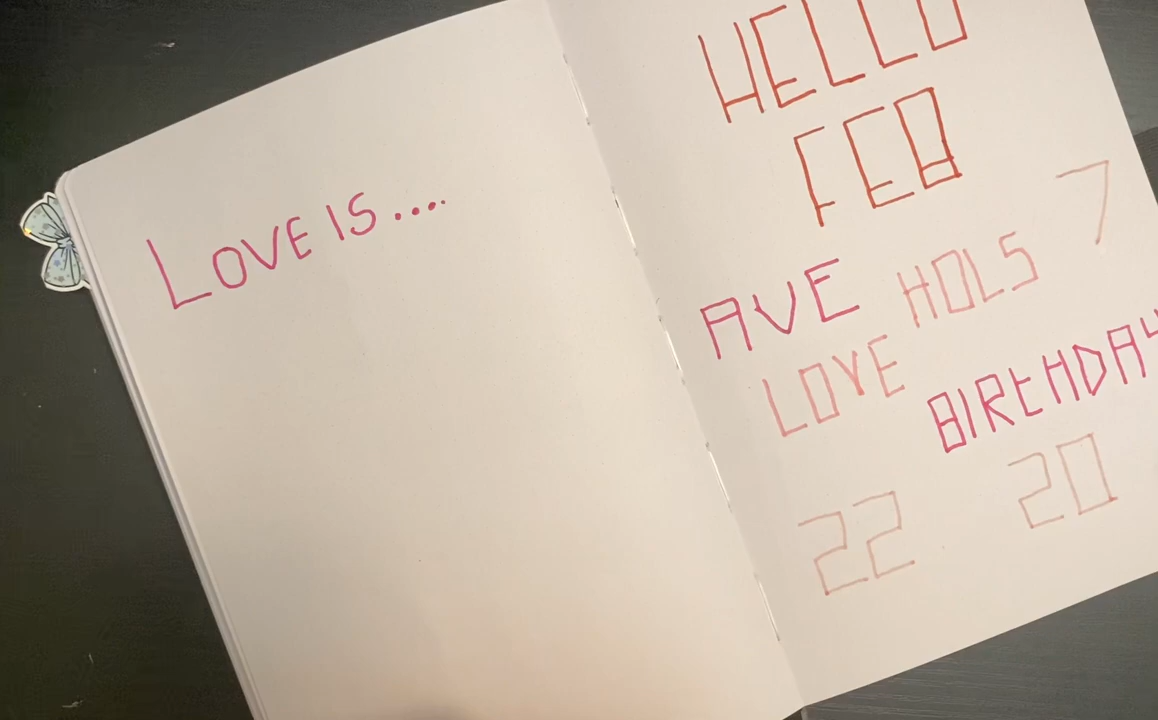 LOVE IS....
HELLO
FEB
7
AVE HOLS
LOVE
BIRTHDAY
22 20